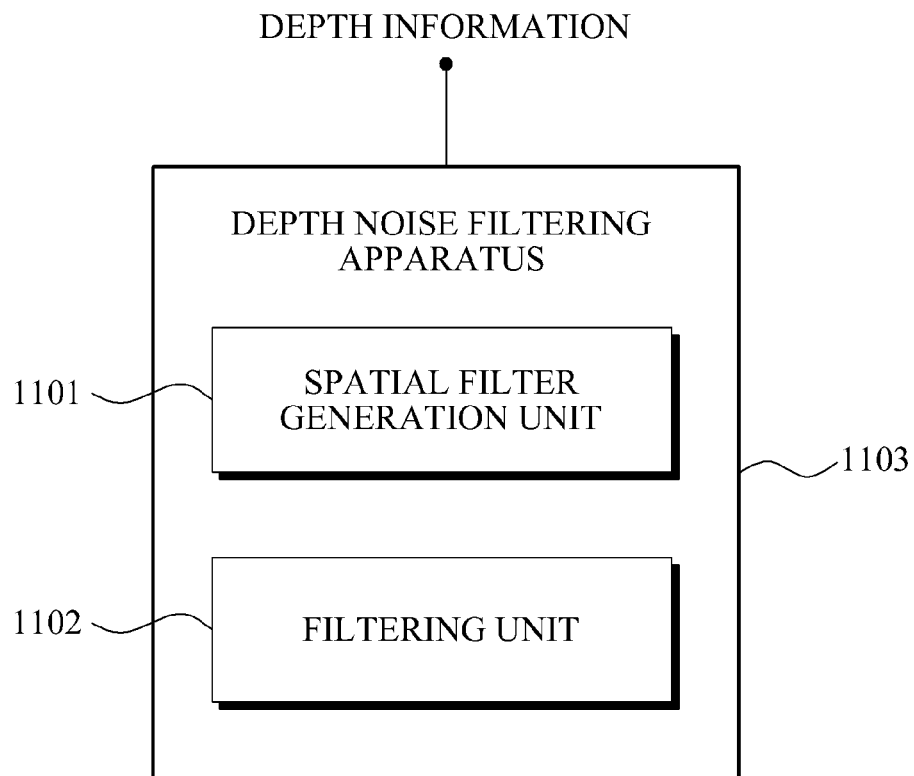 DEPTH INFORMATION
DEPTH NOISE FILTERING
APPARATUS
1101
SPATIAL FILTER
GENERATION UNIT
1103
1102
FILTERING UNIT